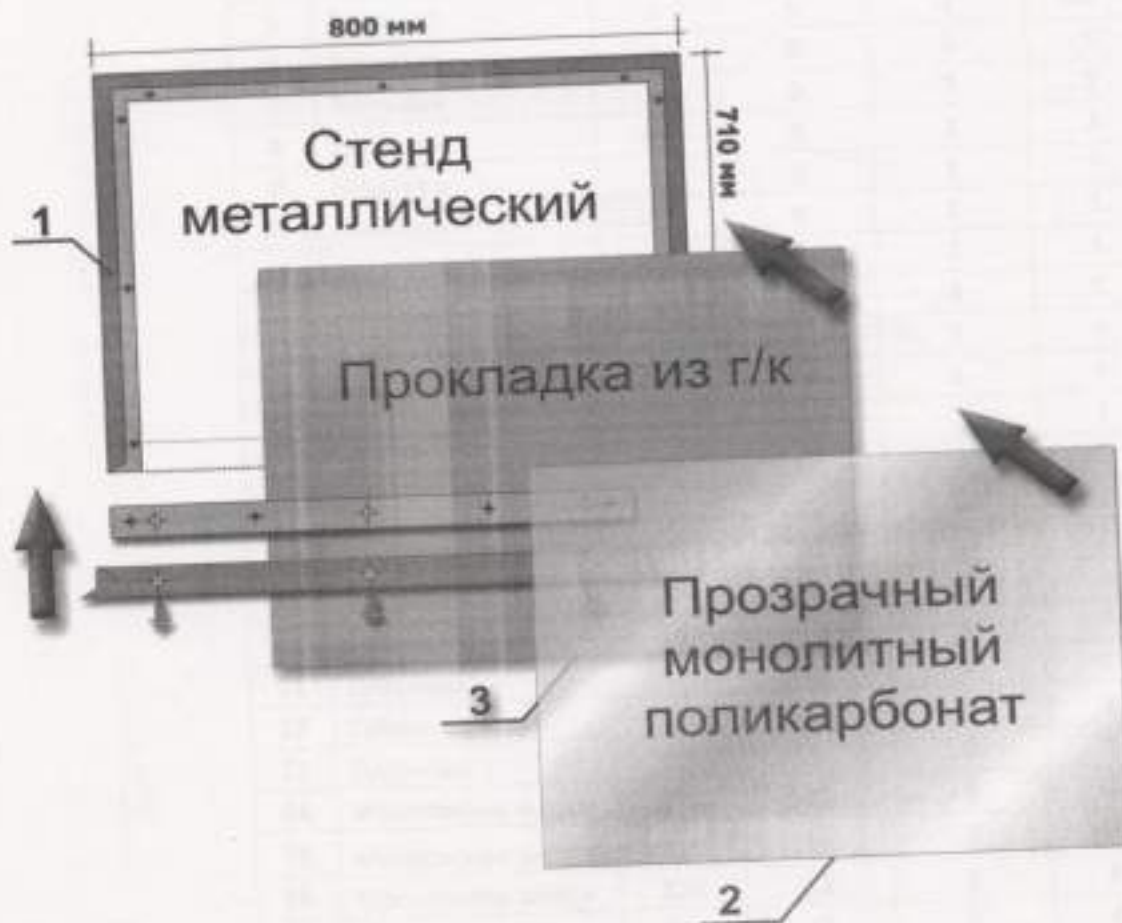 800 мм
710 мм
Стенд
металлический
1
Прокладка из г/к
Прозрачный
монолитный
поликарбонат
3
2